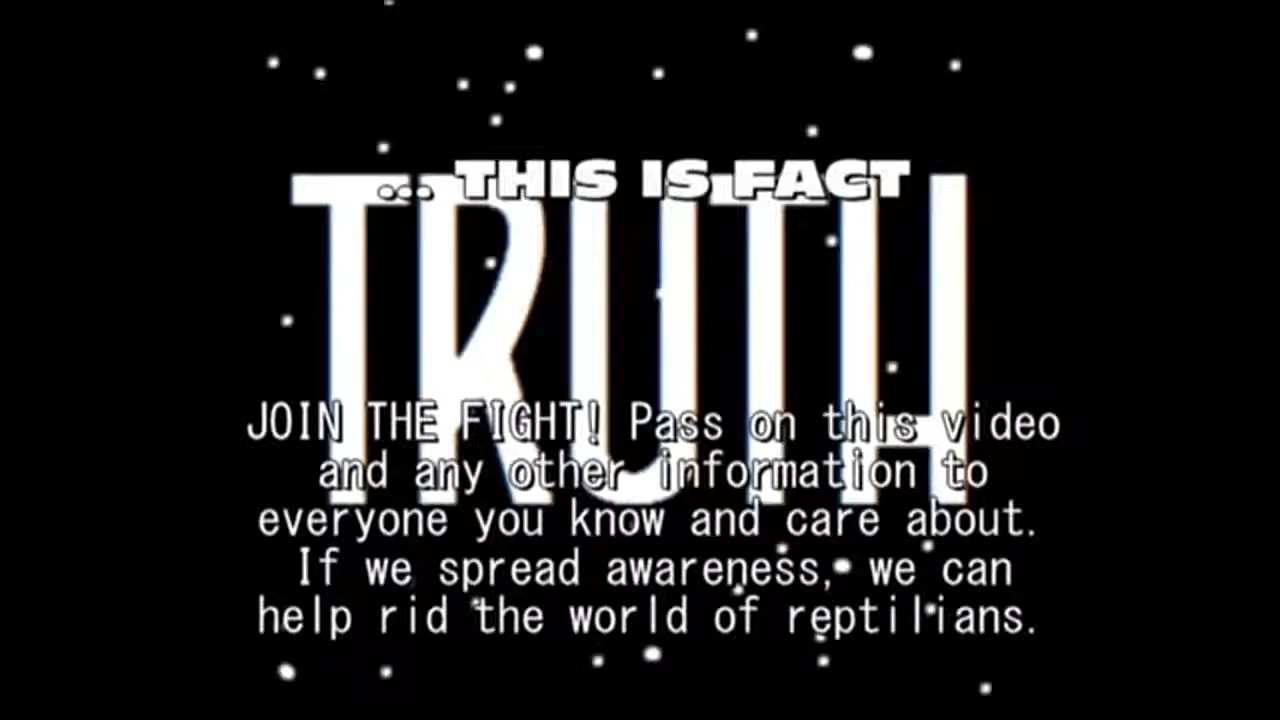 ... THIS IS FACT
TRUTH
JOIN THE FIGHT! Pass on this video
and any other information to
everyone you know and care about.
If we spread awareness, we can
help rid the world of reptilians.